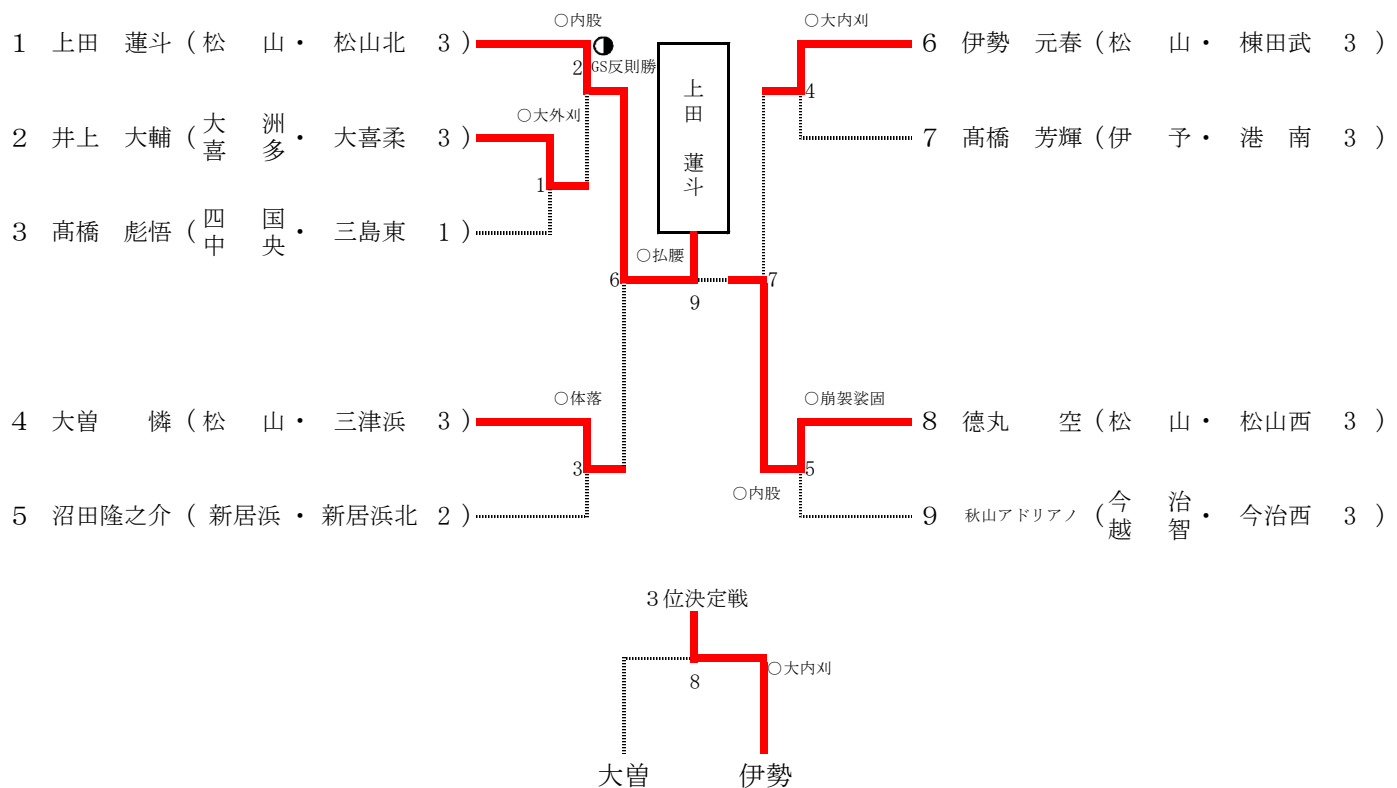 ○内股
1 上田 蓮斗 (松 山・ 松山北 3)
2
GS反則勝
○大外刈
2 井上 大輔 (大洲喜多・ 大喜柔 3)
1
3 髙橋 彪悟 (四国中央・ 三島東 1)
6
○払腰
9
○体落
4 大曽 憐 (松 山・ 三津浜 3)
3
5 沼田隆之介 (新居浜・新居浜北 2)
上田 蓮斗
○大内刈
6 伊勢 元春 (松 山・ 棟田武 3)
4
7 髙橋 芳輝 (伊 予・ 港 南 3)
7
○崩袈裟固
8 德丸 空 (松 山・ 松山西 3)
5
○内股
9 秋山アドリアノ (今治越智・ 今治西 3)
3位決定戦
○大内刈
8
大曽 伊勢